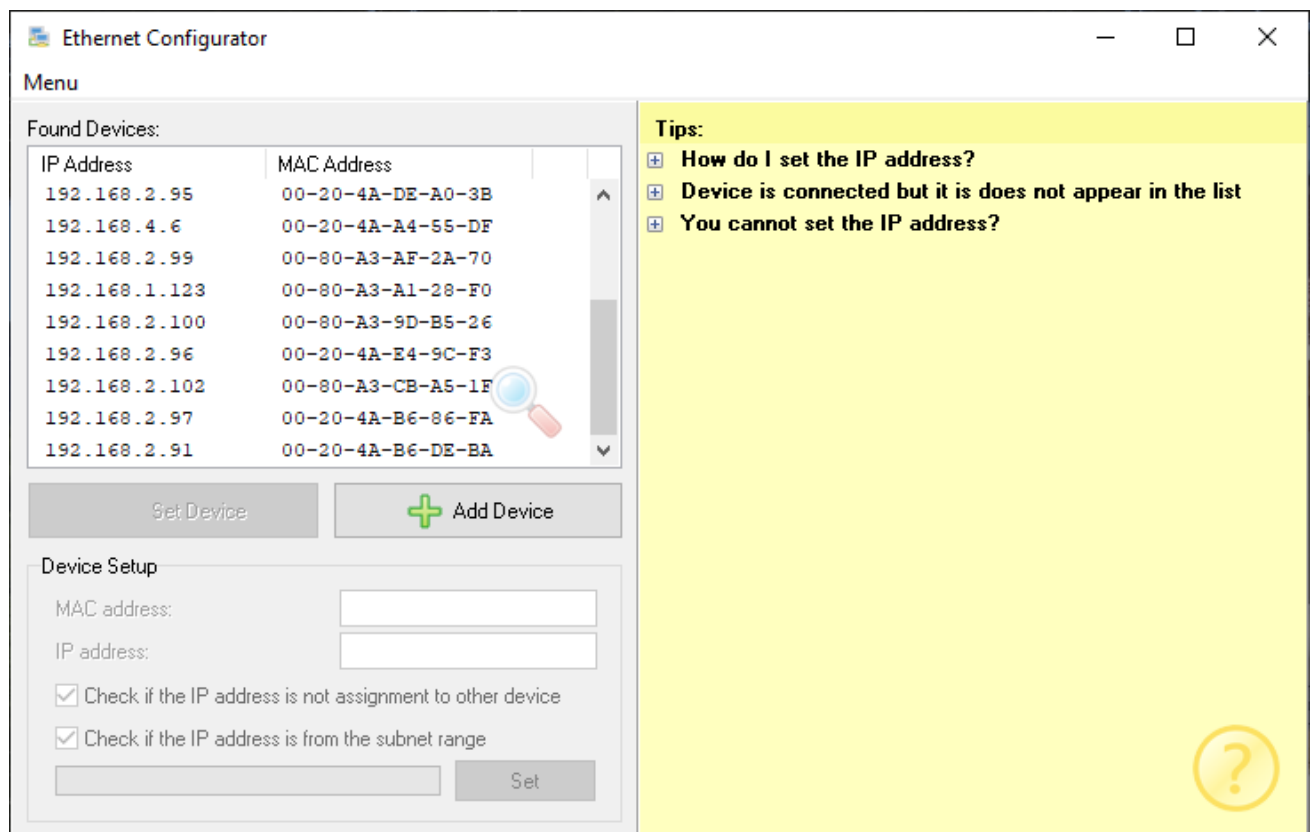 Ethernet Configurator
Menu
Found Devices:
IP Address MAC Address
192.168.2.95 00-20-4A-DE-A0-3B
192.168.4.6 00-20-4A-A4-55-DF
192.168.2.99 00-80-A3-AF-2A-70
192.168.1.123 00-80-A3-A1-28-F0
192.168.2.100 00-80-A3-9D-B5-26
192.168.2.96 00-20-4A-E4-9C-F3
192.168.2.102 00-80-A3-CB-A5-1F
192.168.2.97 00-20-4A-B6-86-FA
192.168.2.91 00-20-4A-B6-DE-BA
Set Device
Add Device
Device Setup
MAC address:
IP address:
Check if the IP address is not assignment to other device
Check if the IP address is from the subnet range
Set
Tips:
How do I set the IP address?
Device is connected but it is does not appear in the list
You cannot set the IP address?
?